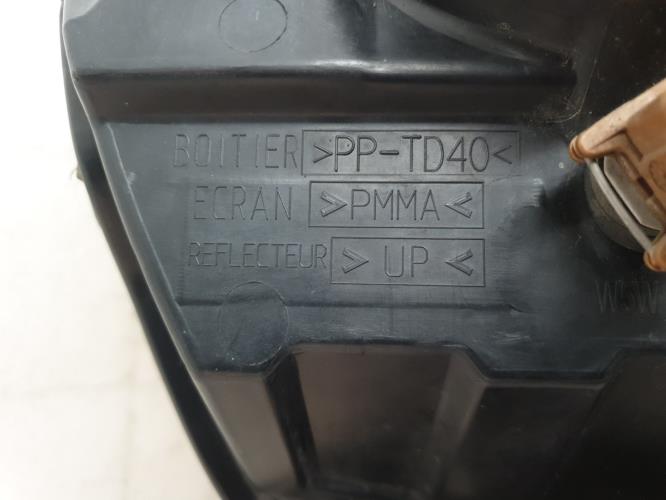 BOITIER >PP-TD40<
ECRAN >PMMA<
REFLECTEUR >UP<